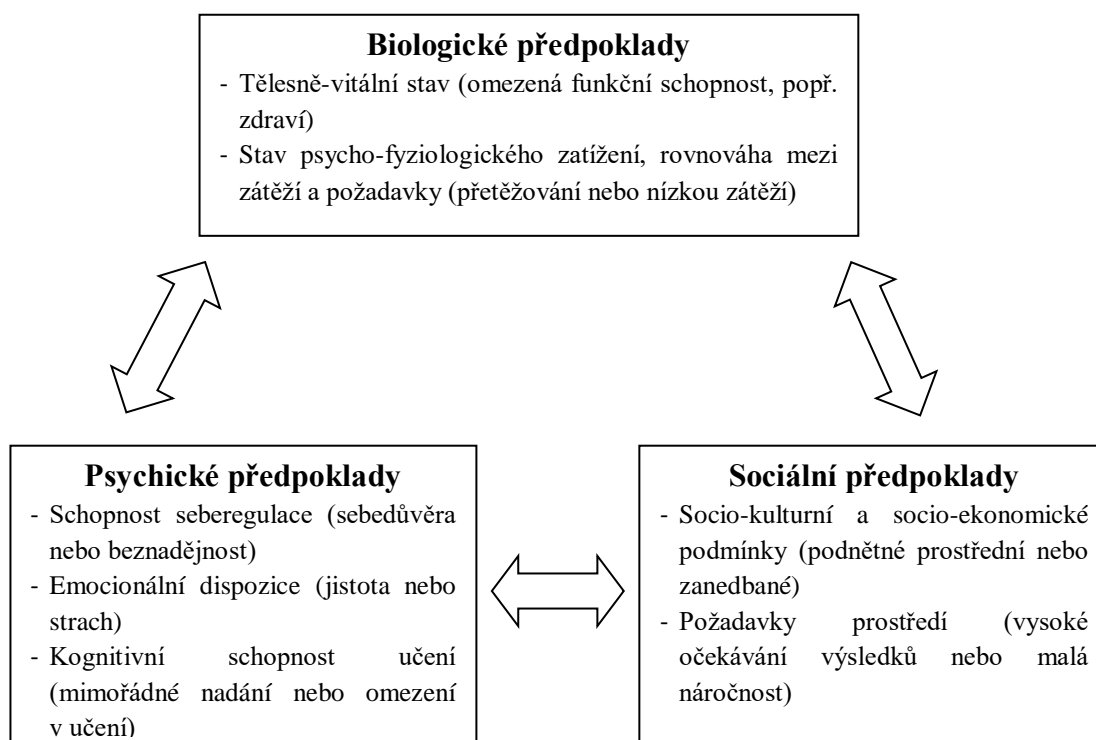 Biologické předpoklady
- Tělesně-vitální stav (omezená funkční schopnost, popř.
zdraví)
- Stav psycho-fyziologického zatížení, rovnováha mezi
zátěží a požadavky (přetěžování nebo nízkou zátěží)
Psychické předpoklady
- Schopnost seberegulace (sebedůvěra
nebo beznadějnost)
- Emocionální dispozice (jistota nebo
strach)
- Kognitivní schopnost učení
(mimořádné nadání nebo omezení
v učení)
Sociální předpoklady
- Socio-kulturní a socio-ekonomické
podmínky (podnětné prostřední nebo
zanedbané)
- Požadavky prostředí (vysoké
očekávání výsledků nebo malá
náročnost)